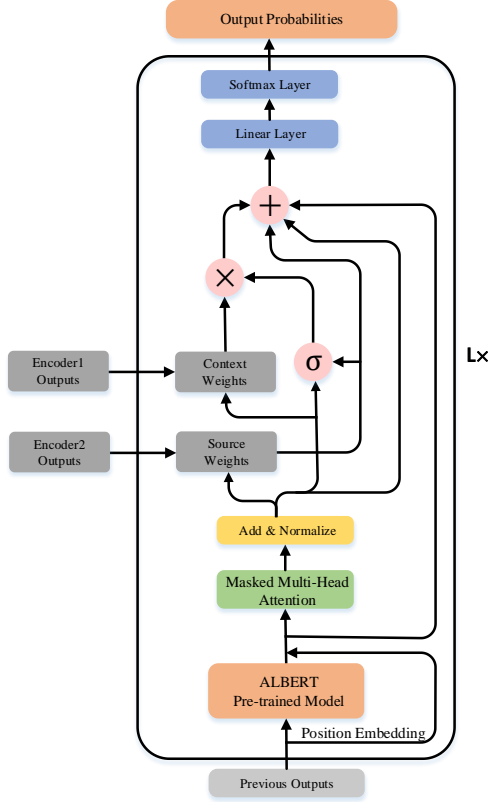 Output Probabilities
Softmax Layer
Linear Layer
+
×
σ
L×
Encoder1
Outputs
Context
Weights
Encoder2
Outputs
Source
Weights
Add & Normalize
Masked Multi-Head
Attention
ALBERT
Pre-trained Model
Position Embedding
Previous Outputs